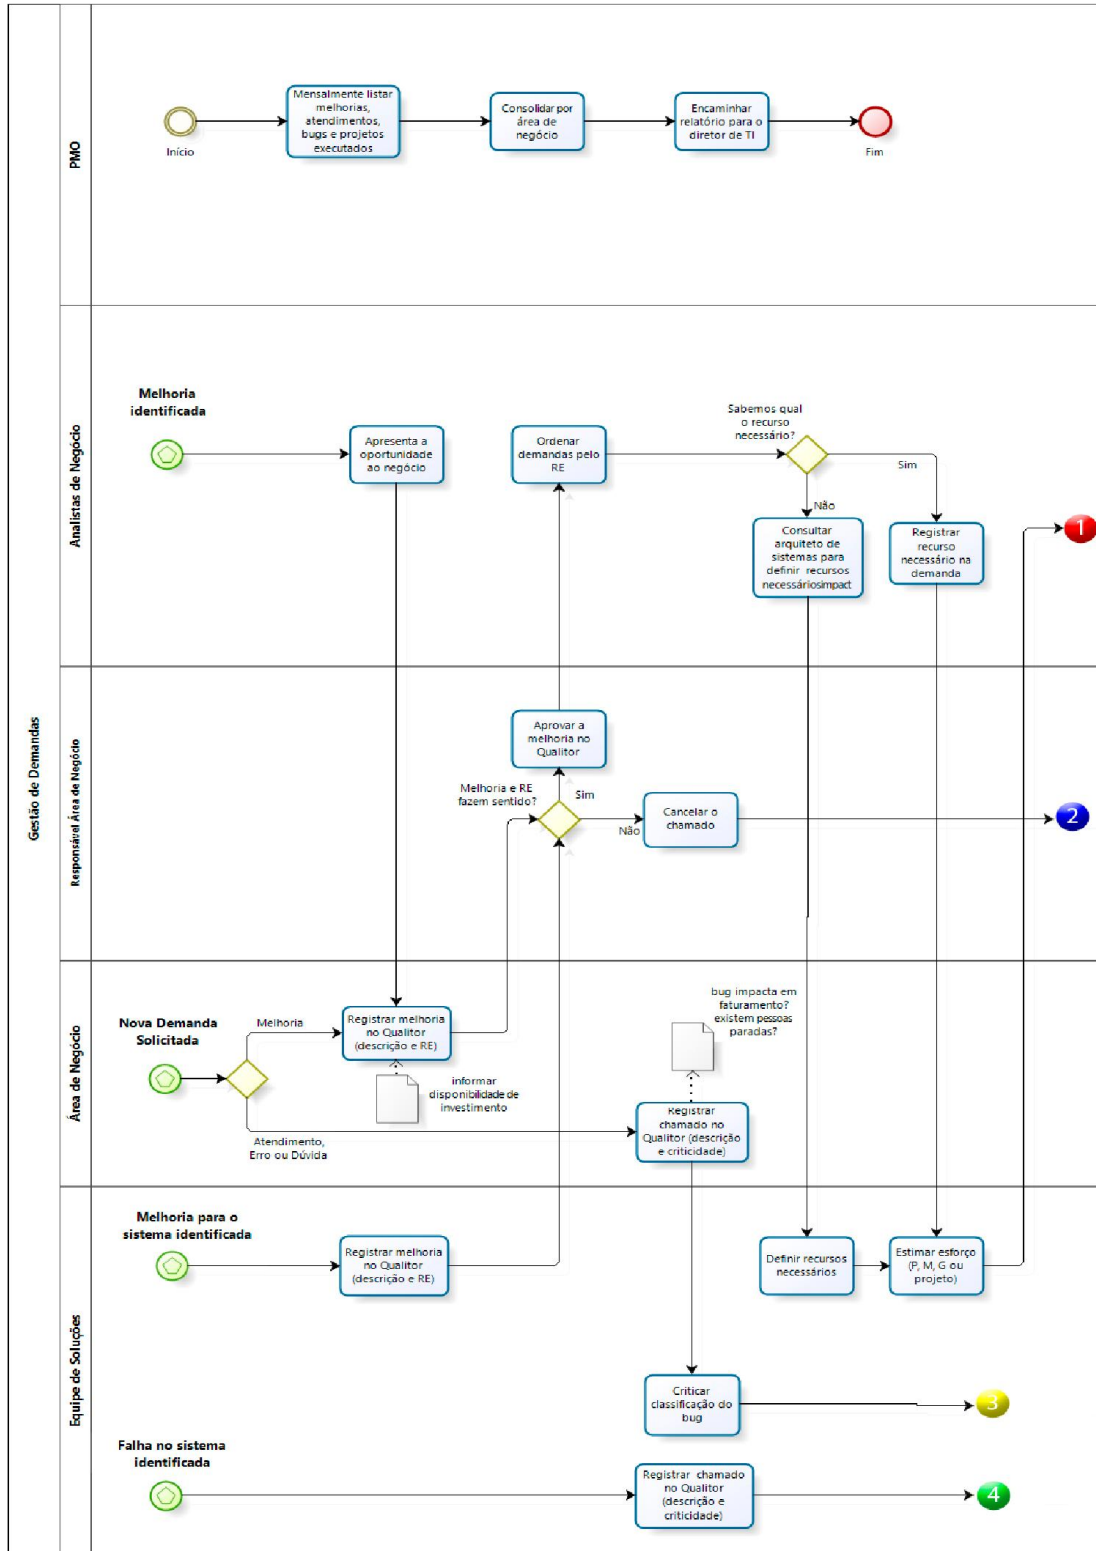 Gestão de Demandas
PMO
Início
Mensalmente listar
melhorias,
atendimentos,
bugs e projetos
executados
Consolidar por
área de
negócio
Encaminhar
relatório para o
diretor de TI
Fim
Analistas de Negócio
Melhoria
identificada
Apresenta a
oportunidade
ao negócio
Ordenar
demandas pelo
RE
Sabemos qual
o recurso
necessário?
Sim
Não
Consultar
arquiteto de
sistemas para
definir recursos
necessáriosimpact
Registrar
recurso
necessário na
demanda
1
Responsável Área de Negócio
Aprovar a
melhoria no
Qualitor
Melhoria e RE
fazem sentido?
Sim
Não
Cancelar o
chamado
2
Área de Negócio
Nova Demanda
Solicitada
Melhoria
Registrar melhoria
no Qualitor
(descrição e RE)
informar
disponibilidade de
investimento
Atendimento,
Erro ou Dúvida
bug impacta em
faturamento?
existem pessoas
paradas?
Registrar
chamado no
Qualitor (descrição
e criticidade)
Equipe de Soluções
Melhoria para o
sistema identificada
Registrar melhoria
no Qualitor
(descrição e RE)
Definir recursos
necessários
Estimar esforço
(P, M, G ou
projeto)
Criticar
classificação do
bug
3
Falha no sistema
identificada
Registrar chamado
no Qualitor
(descrição e
criticidade)
4